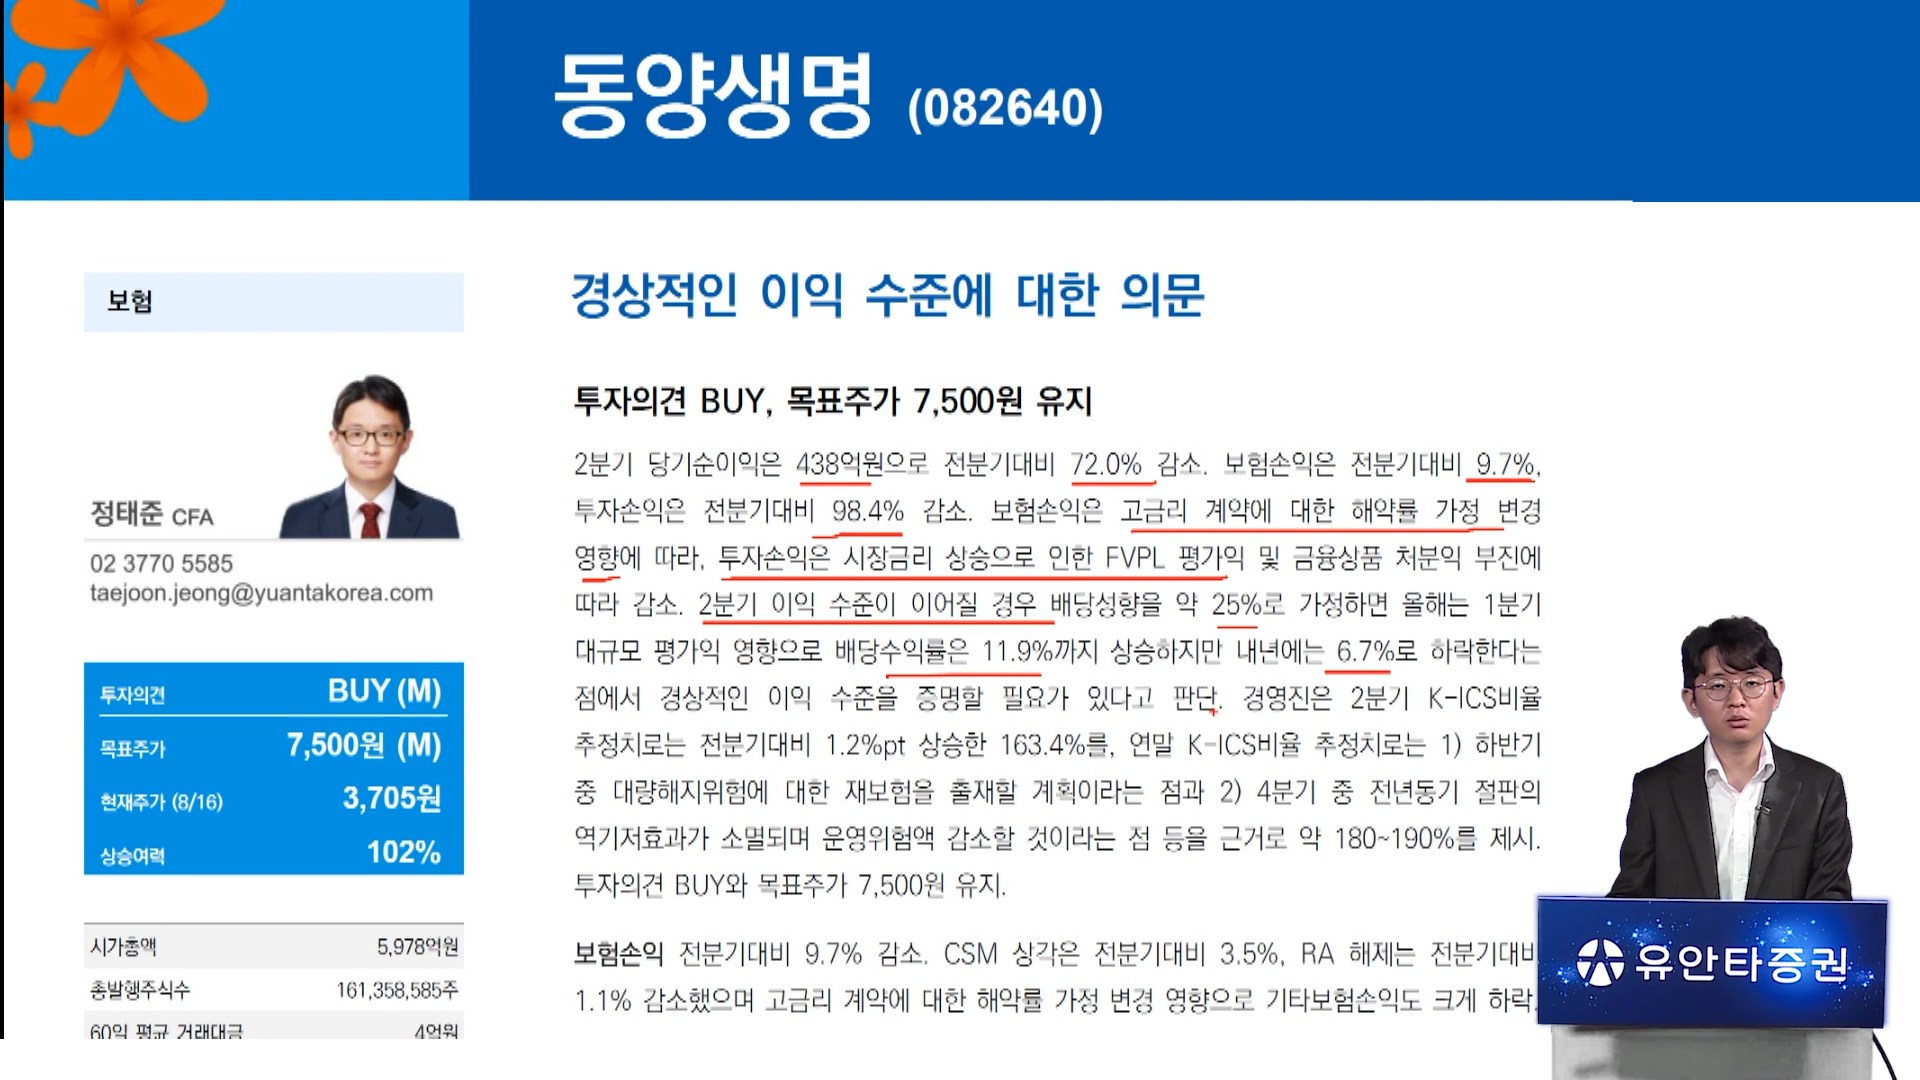 동양생명 (082640)
보험
정태준 CFA
02 3770 5585
taejoon.jeong@yuantakorea.com
투자의견 BUY (M)
목표주가 7,500원 (M)
현재주가 (8/16) 3,705원
상승여력 102%
시가총액 5,978억원
총발행주식수 161,358,585주
60일 평균 거래대금 4억원
경상적인 이익 수준에 대한 의문
투자의견 BUY, 목표주가 7,500원 유지
2분기 당기순이익은 438억원으로 전분기대비 72.0% 감소. 보험손익은 전분기대비 9.7%,
투자손익은 전분기대비 98.4% 감소. 보험손익은 고금리 계약에 대한 해약률 가정 변경
영향에 따라, 투자손익은 시장금리 상승으로 인한 FVPL 평가익 및 금융상품 처분익 부진에
따라 감소. 2분기 이익 수준이 이어질 경우 배당성향을 약 25%로 가정하면 올해는 1분기
대규모 평가익 영향으로 배당수익률은 11.9%까지 상승하지만 내년에는 6.7%로 하락한다는
점에서 경상적인 이익 수준을 증명할 필요가 있다고 판단. 경영진은 2분기 K-ICS비율
추정치로는 전분기대비 1.2%pt 상승한 163.4%를, 연말 K-ICS비율 추정치로는 1) 하반기
중 대량해지위험에 대한 재보험을 출재할 계획이라는 점과 2) 4분기 중 전년동기 절판의
역기저효과가 소멸되며 운영위험액 감소할 것이라는 점 등을 근거로 약 180~190%를 제시.
투자의견 BUY와 목표주가 7,500원 유지.
보험손익 전분기대비 9.7% 감소. CSM 상각은 전분기대비 3.5%, RA 해제는 전분기대비
1.1% 감소했으며 고금리 계약에 대한 해약률 가정 변경 영향으로 기타보험손익도 크게 하락.
유안타증권